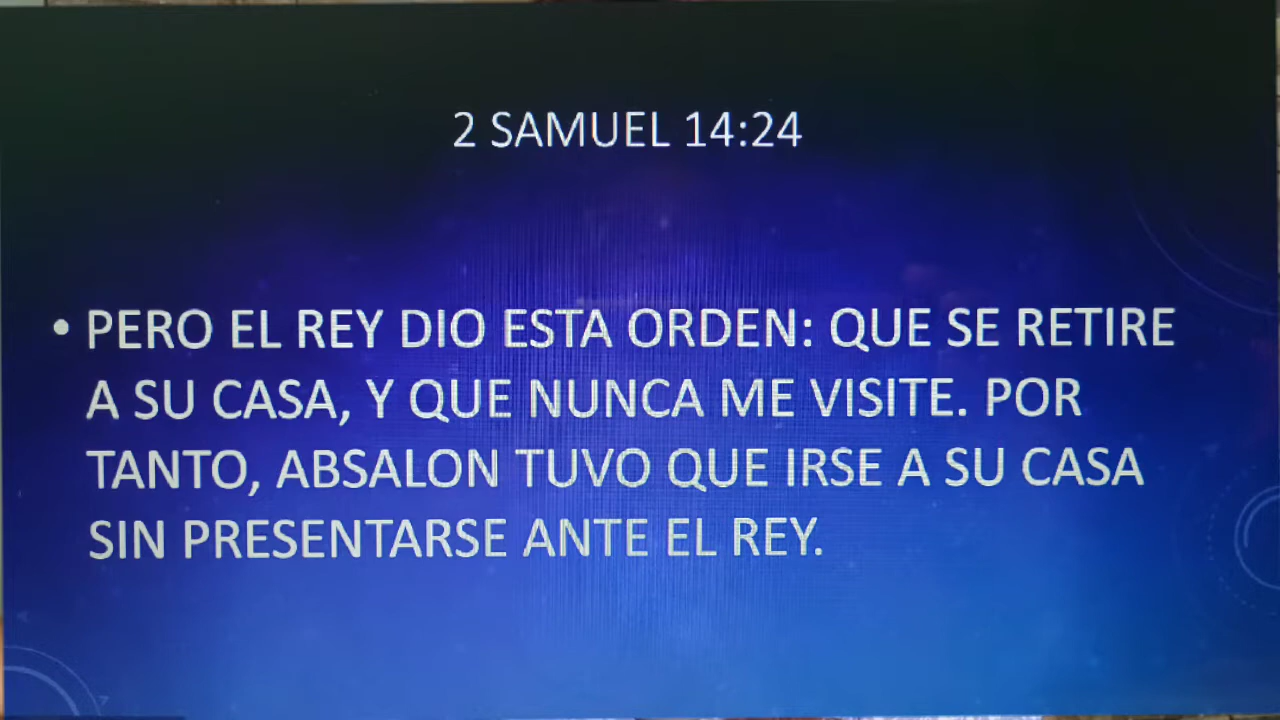 2 SAMUEL 14:24
• PERO EL REY DIO ESTA ORDEN: QUE SE RETIRE
A SU CASA, Y QUE NUNCA ME VISITE. POR
TANTO, ABSALON TUVO QUE IRSE A SU CASA
SIN PRESENTARSE ANTE EL REY.